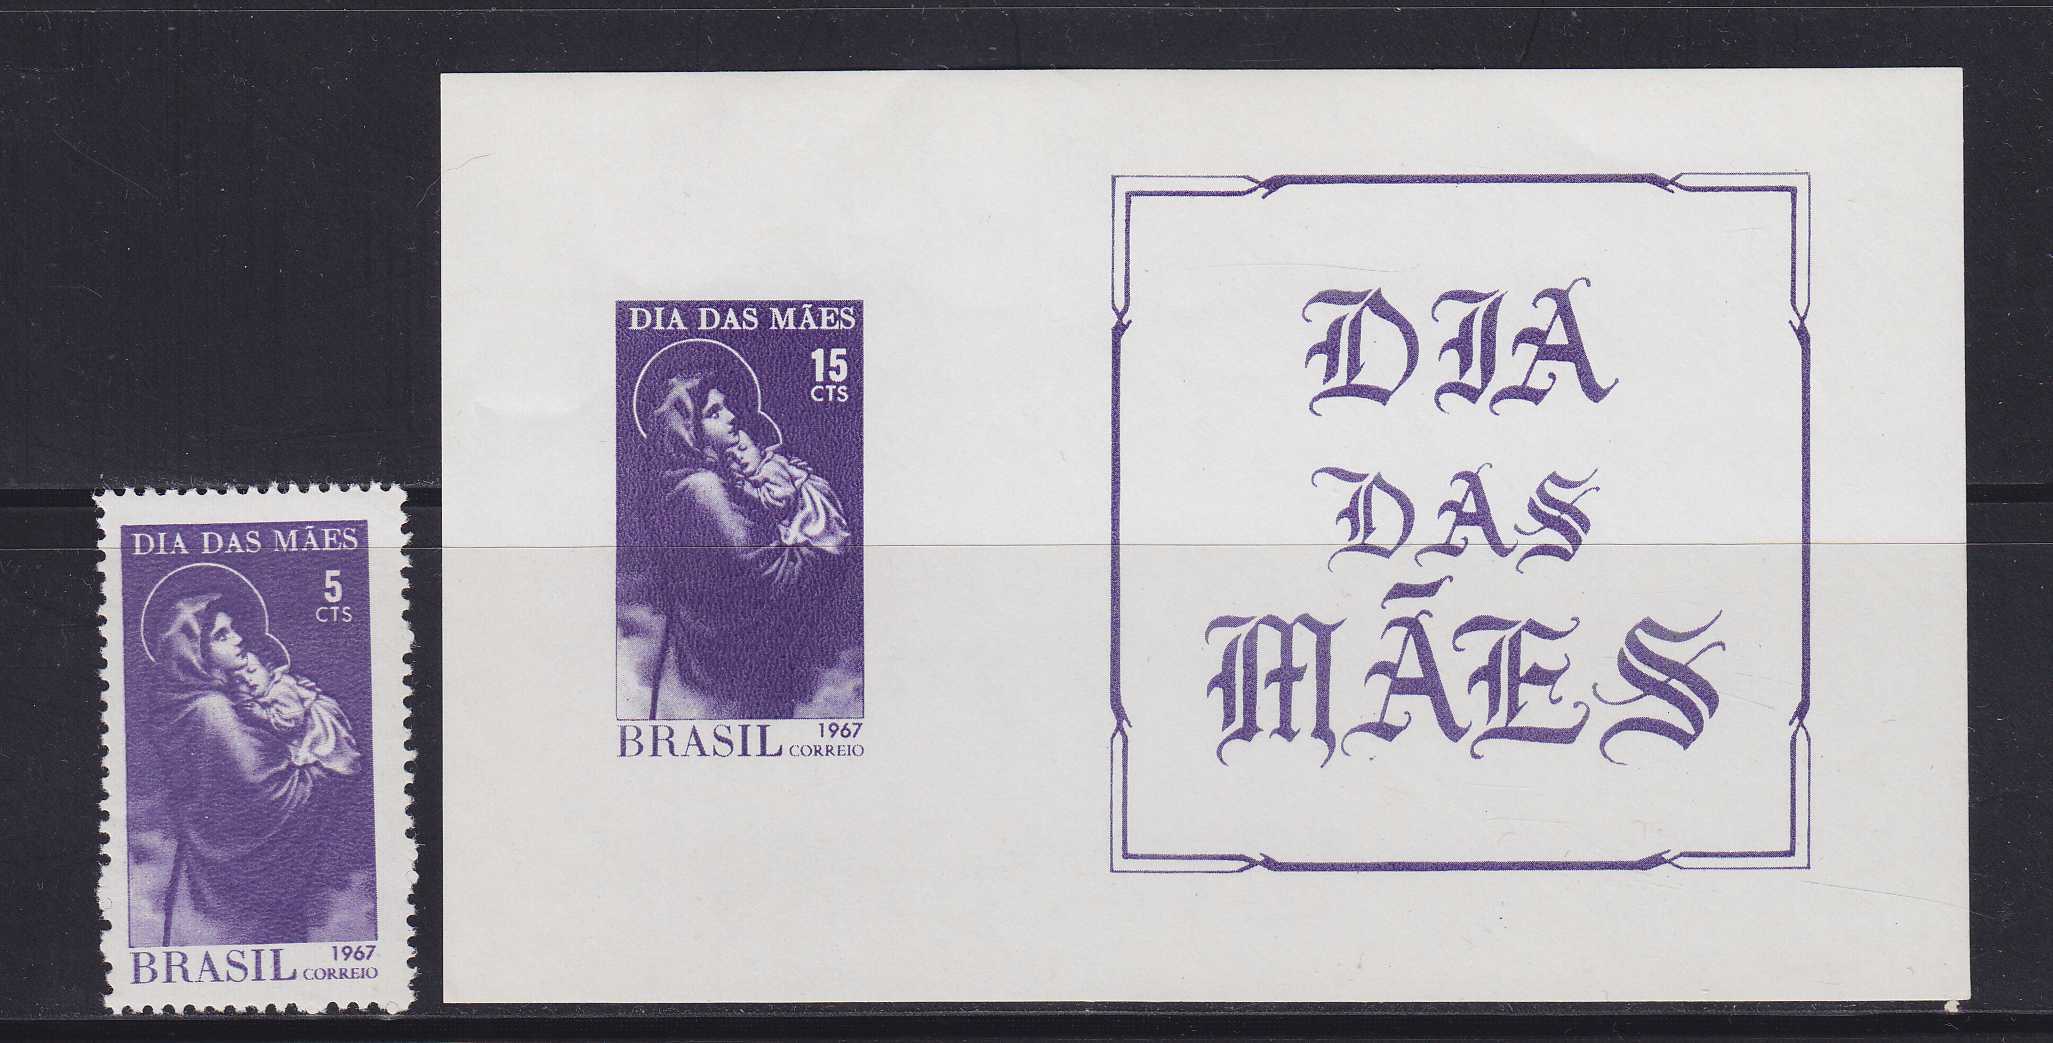 DIA DAS MÃES
5
CTS
1967
BRASIL CORREIO
DIA DAS MÃES
15
CTS
1967
BRASIL CORREIO
DIA
DAS
MÃES